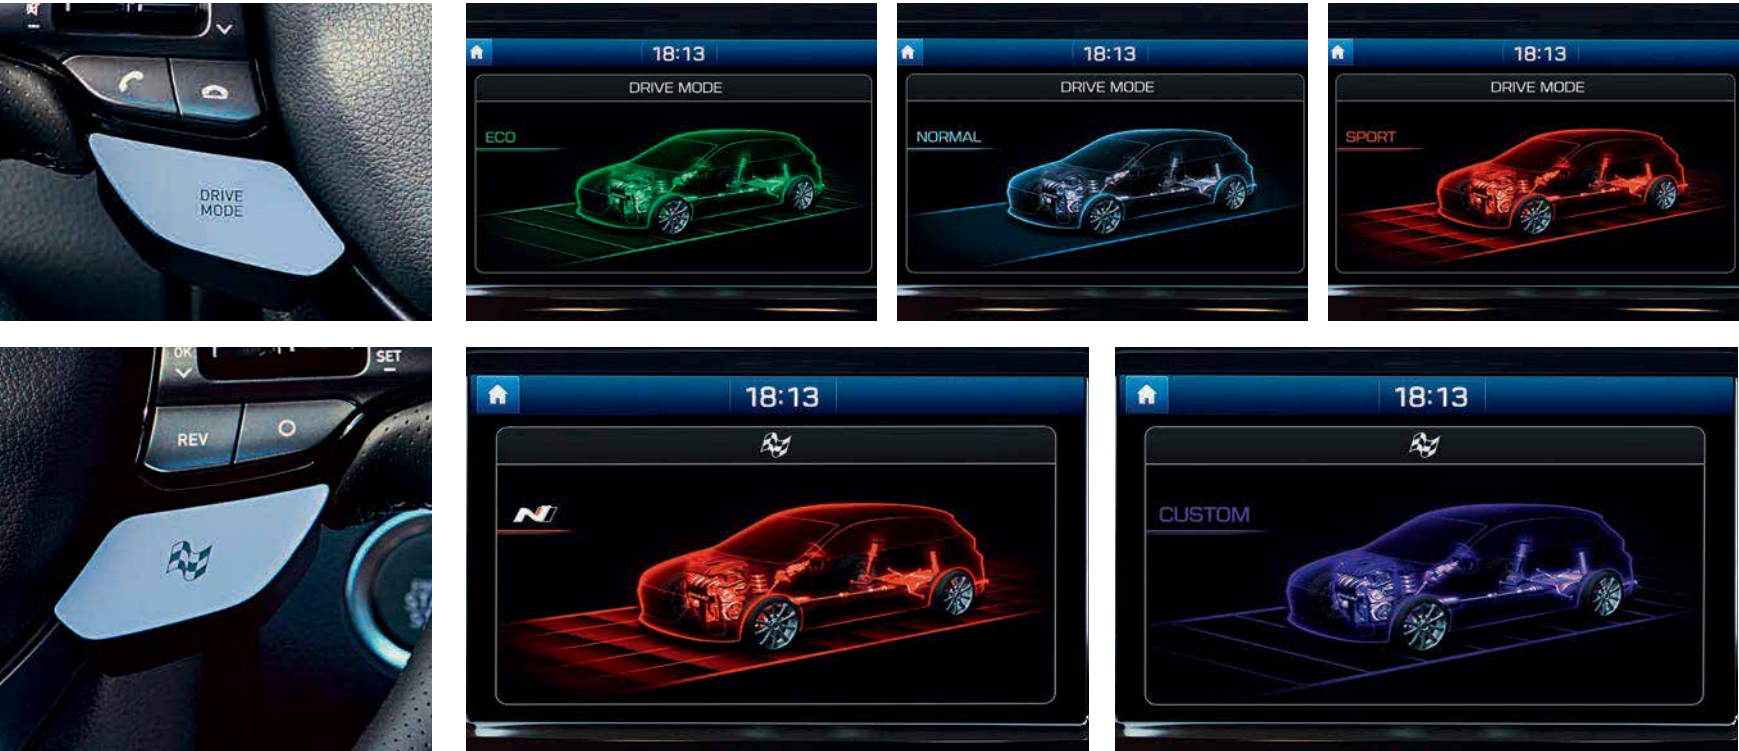 DRIVE
MODE
18:13
DRIVE MODE
ECO
18:13
DRIVE MODE
NORMAL
18:13
DRIVE MODE
SPORT
OK
SET
REV
18:13
N
18:13
CUSTOM